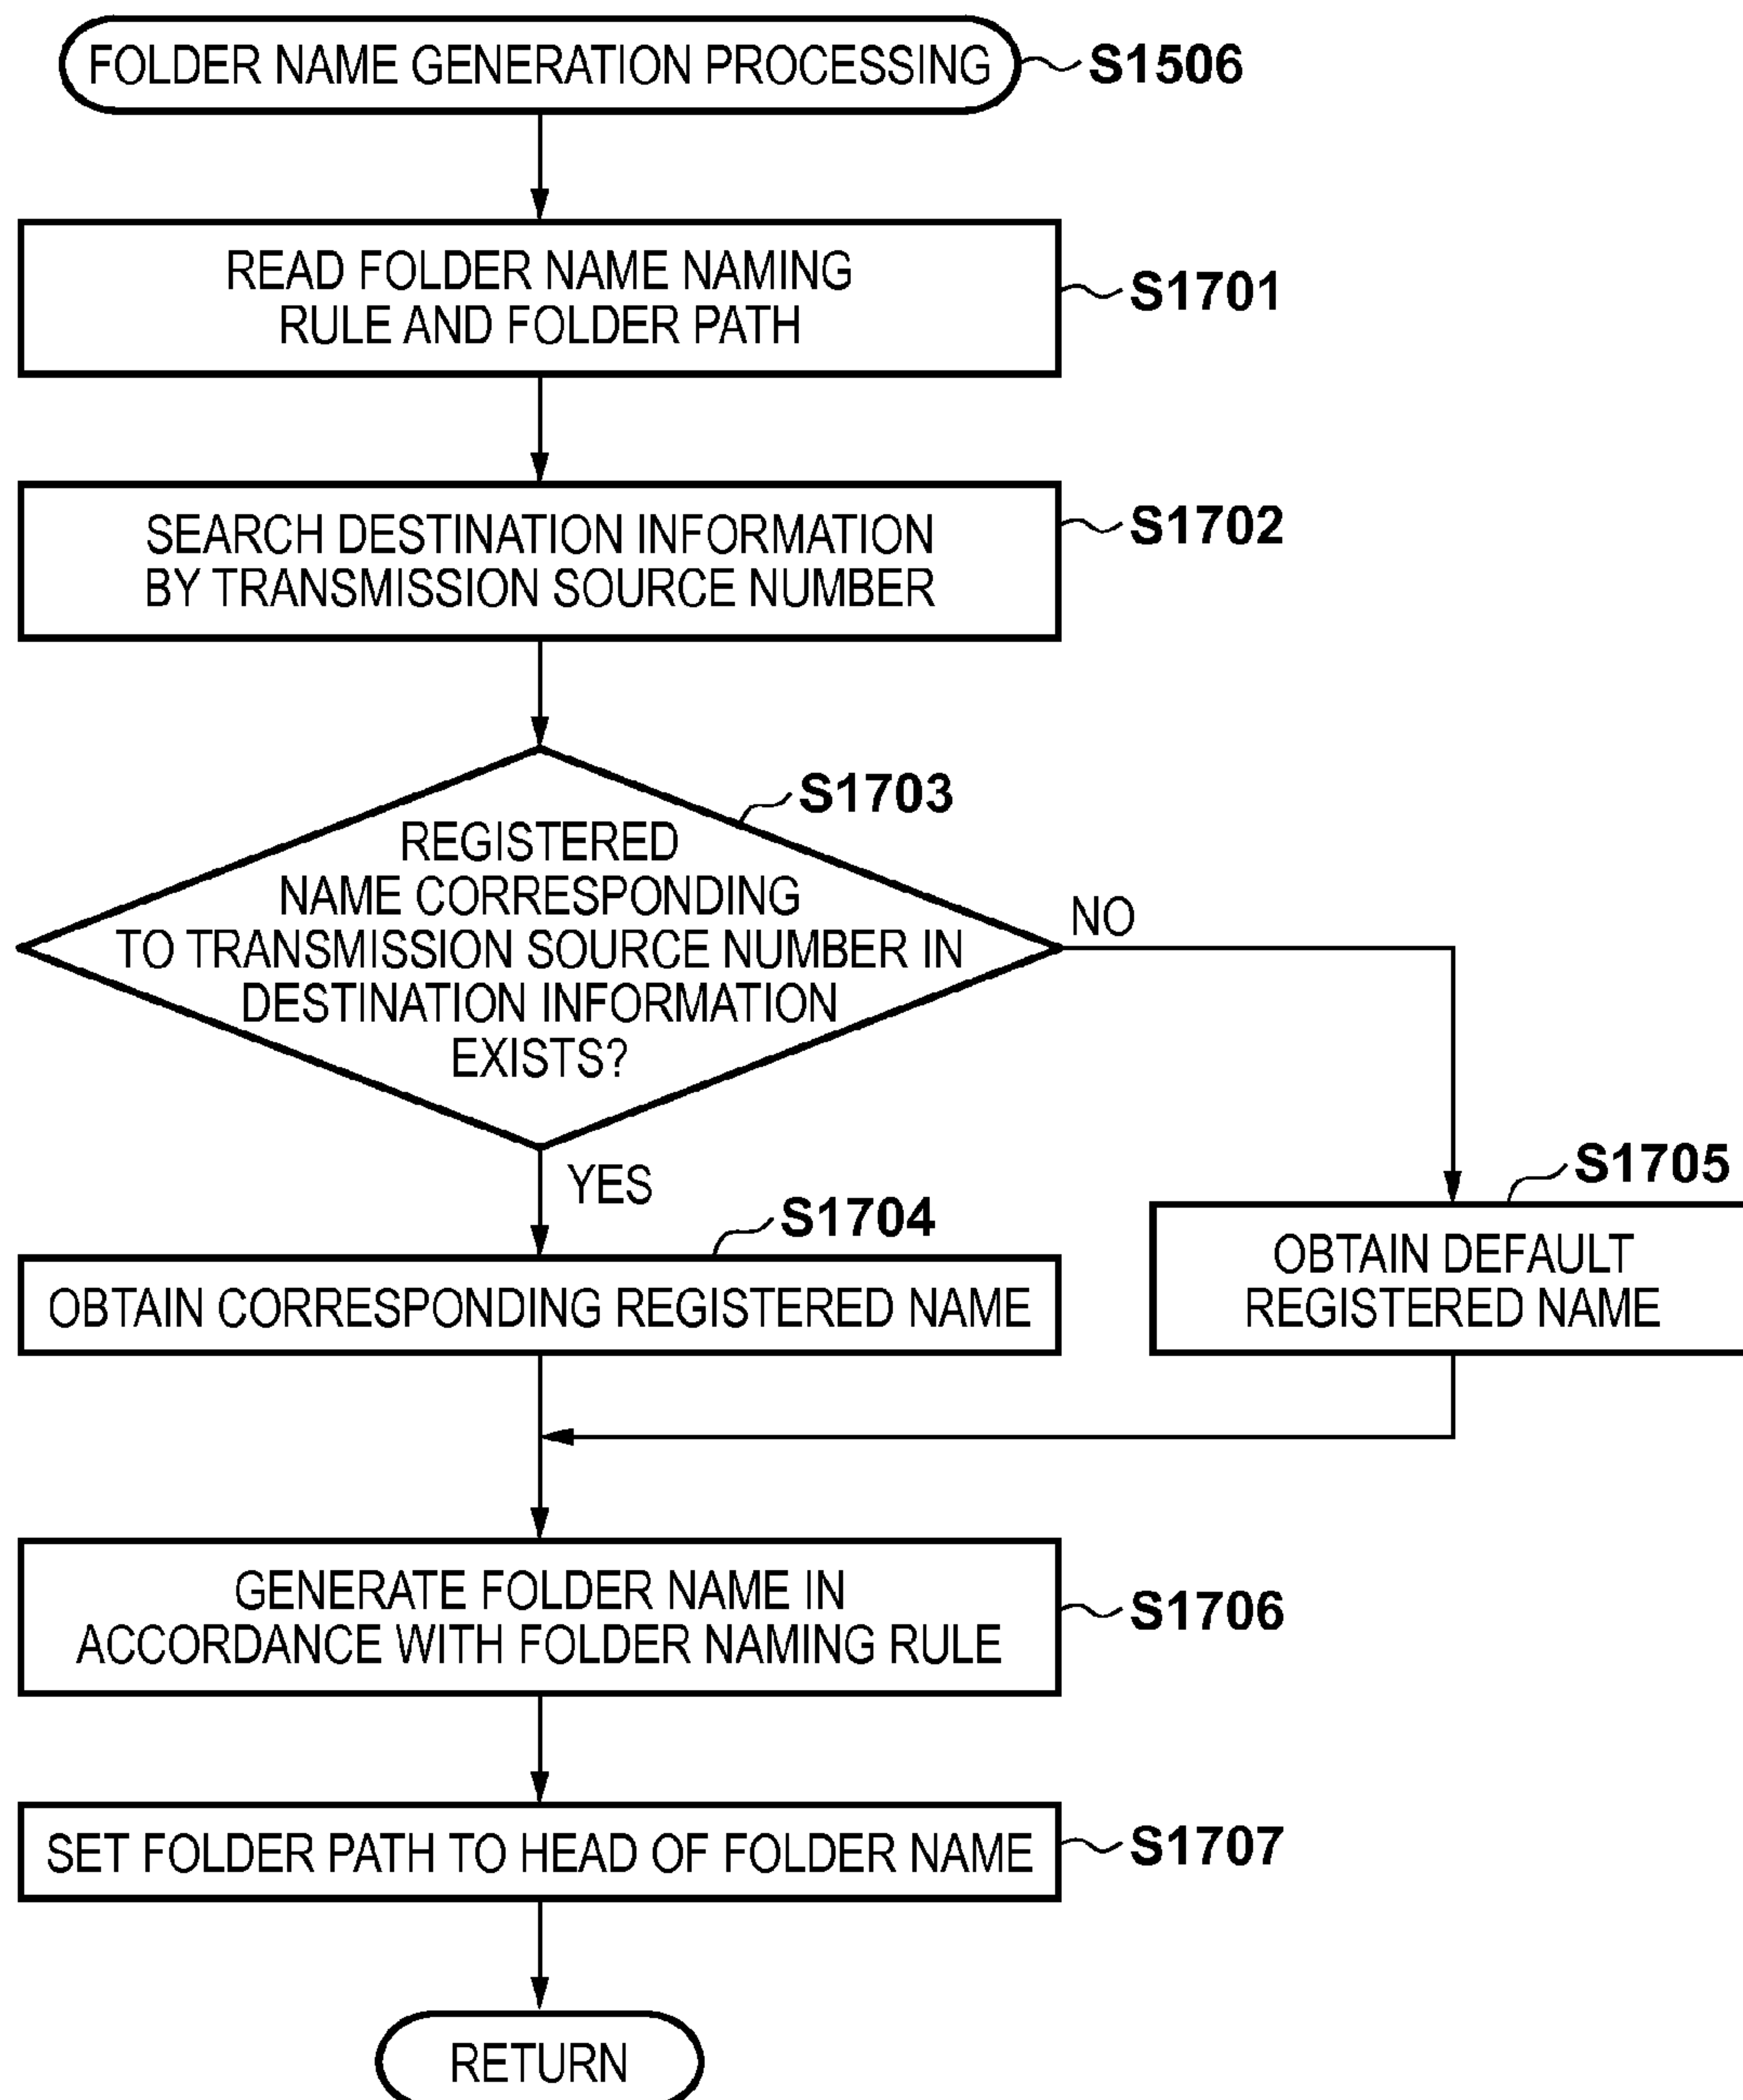 FOLDER NAME GENERATION PROCESSING
S1506
READ FOLDER NAME NAMING
RULE AND FOLDER PATH
S1701
SEARCH DESTINATION INFORMATION
BY TRANSMISSION SOURCE NUMBER
S1702
S1703
REGISTERED
NAME CORRESPONDING
TO TRANSMISSION SOURCE NUMBER IN
DESTINATION INFORMATION
EXISTS?
NO
YES
S1704
OBTAIN CORRESPONDING REGISTERED NAME
S1705
OBTAIN DEFAULT
REGISTERED NAME
GENERATE FOLDER NAME IN
ACCORDANCE WITH FOLDER NAMING RULE
S1706
SET FOLDER PATH TO HEAD OF FOLDER NAME
S1707
RETURN